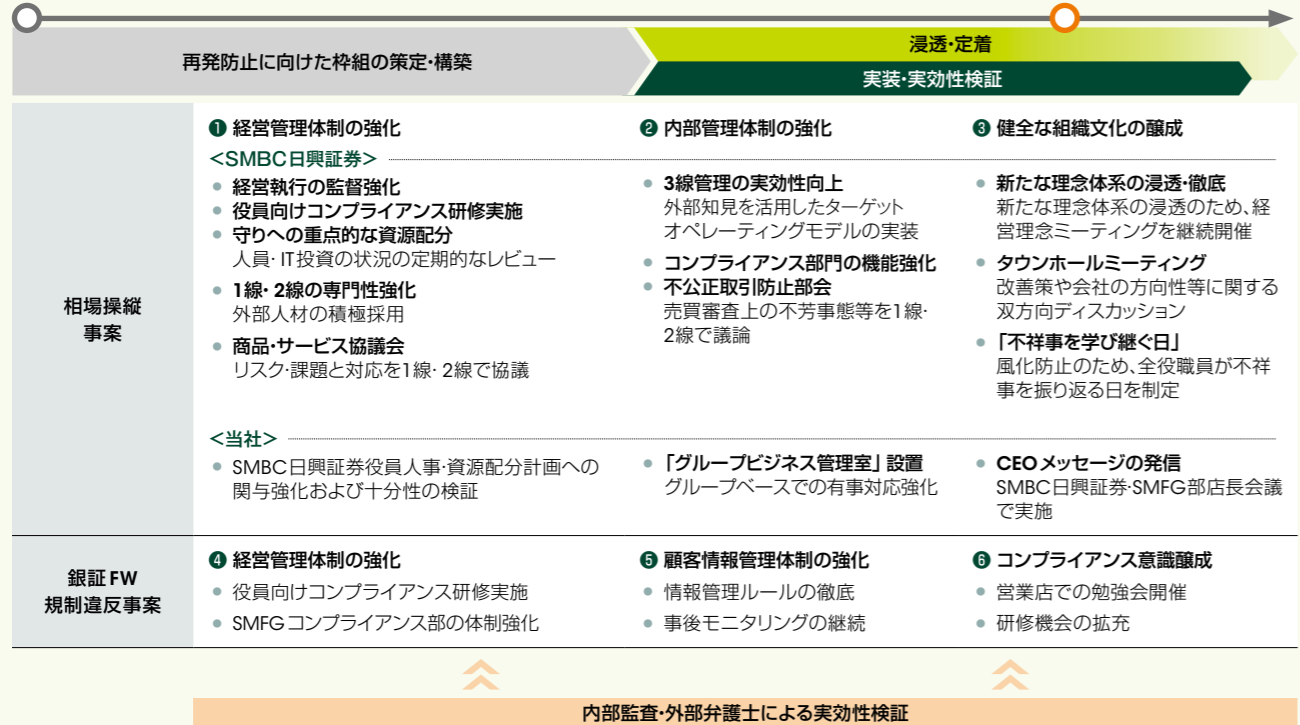 再発防止に向けた枠組の策定・構築
浸透・定着
実装・実効性検証
相場操縦
事案
❶ 経営管理体制の強化
<SMBC日興証券>
● 経営執行の監督強化
● 役員向けコンプライアンス研修実施
● 守りへの重点的な資源配分
人員・IT投資の状況の定期的なレビュー
● 1線・2線の専門性強化
外部人材の積極採用
● 商品・サービス協議会
リスク・課題と対応を1線・2線で協議
❷ 内部管理体制の強化
● 3線管理の実効性向上
外部知見を活用したターゲット
オペレーティングモデルの実装
● コンプライアンス部門の機能強化
● 不公正取引防止部会
売買審査上の不芳事態等を1線・
2線で議論
❸ 健全な組織文化の醸成
● 新たな理念体系の浸透・徹底
新たな理念体系の浸透のため、経
営理念ミーティングを継続開催
● タウンホールミーティング
改善策や会社の方向性等に関する
双方向ディスカッション
● 「不祥事を学び継ぐ日」
風化防止のため、全役職員が不祥
事を振り返る日を制定
<当社>
● SMBC日興証券役員人事・資源配分計画への
関与強化および十分性の検証
● 「グループビジネス管理室」設置
グループベースでの有事対応強化
● CEOメッセージの発信
SMBC日興証券・SMFG部店長会議
で実施
銀証FW
規制違反事案
❹ 経営管理体制の強化
● 役員向けコンプライアンス研修実施
● SMFGコンプライアンス部の体制強化
❺ 顧客情報管理体制の強化
● 情報管理ルールの徹底
● 事後モニタリングの継続
❻ コンプライアンス意識醸成
● 営業店での勉強会開催
● 研修機会の拡充
内部監査・外部弁護士による実効性検証